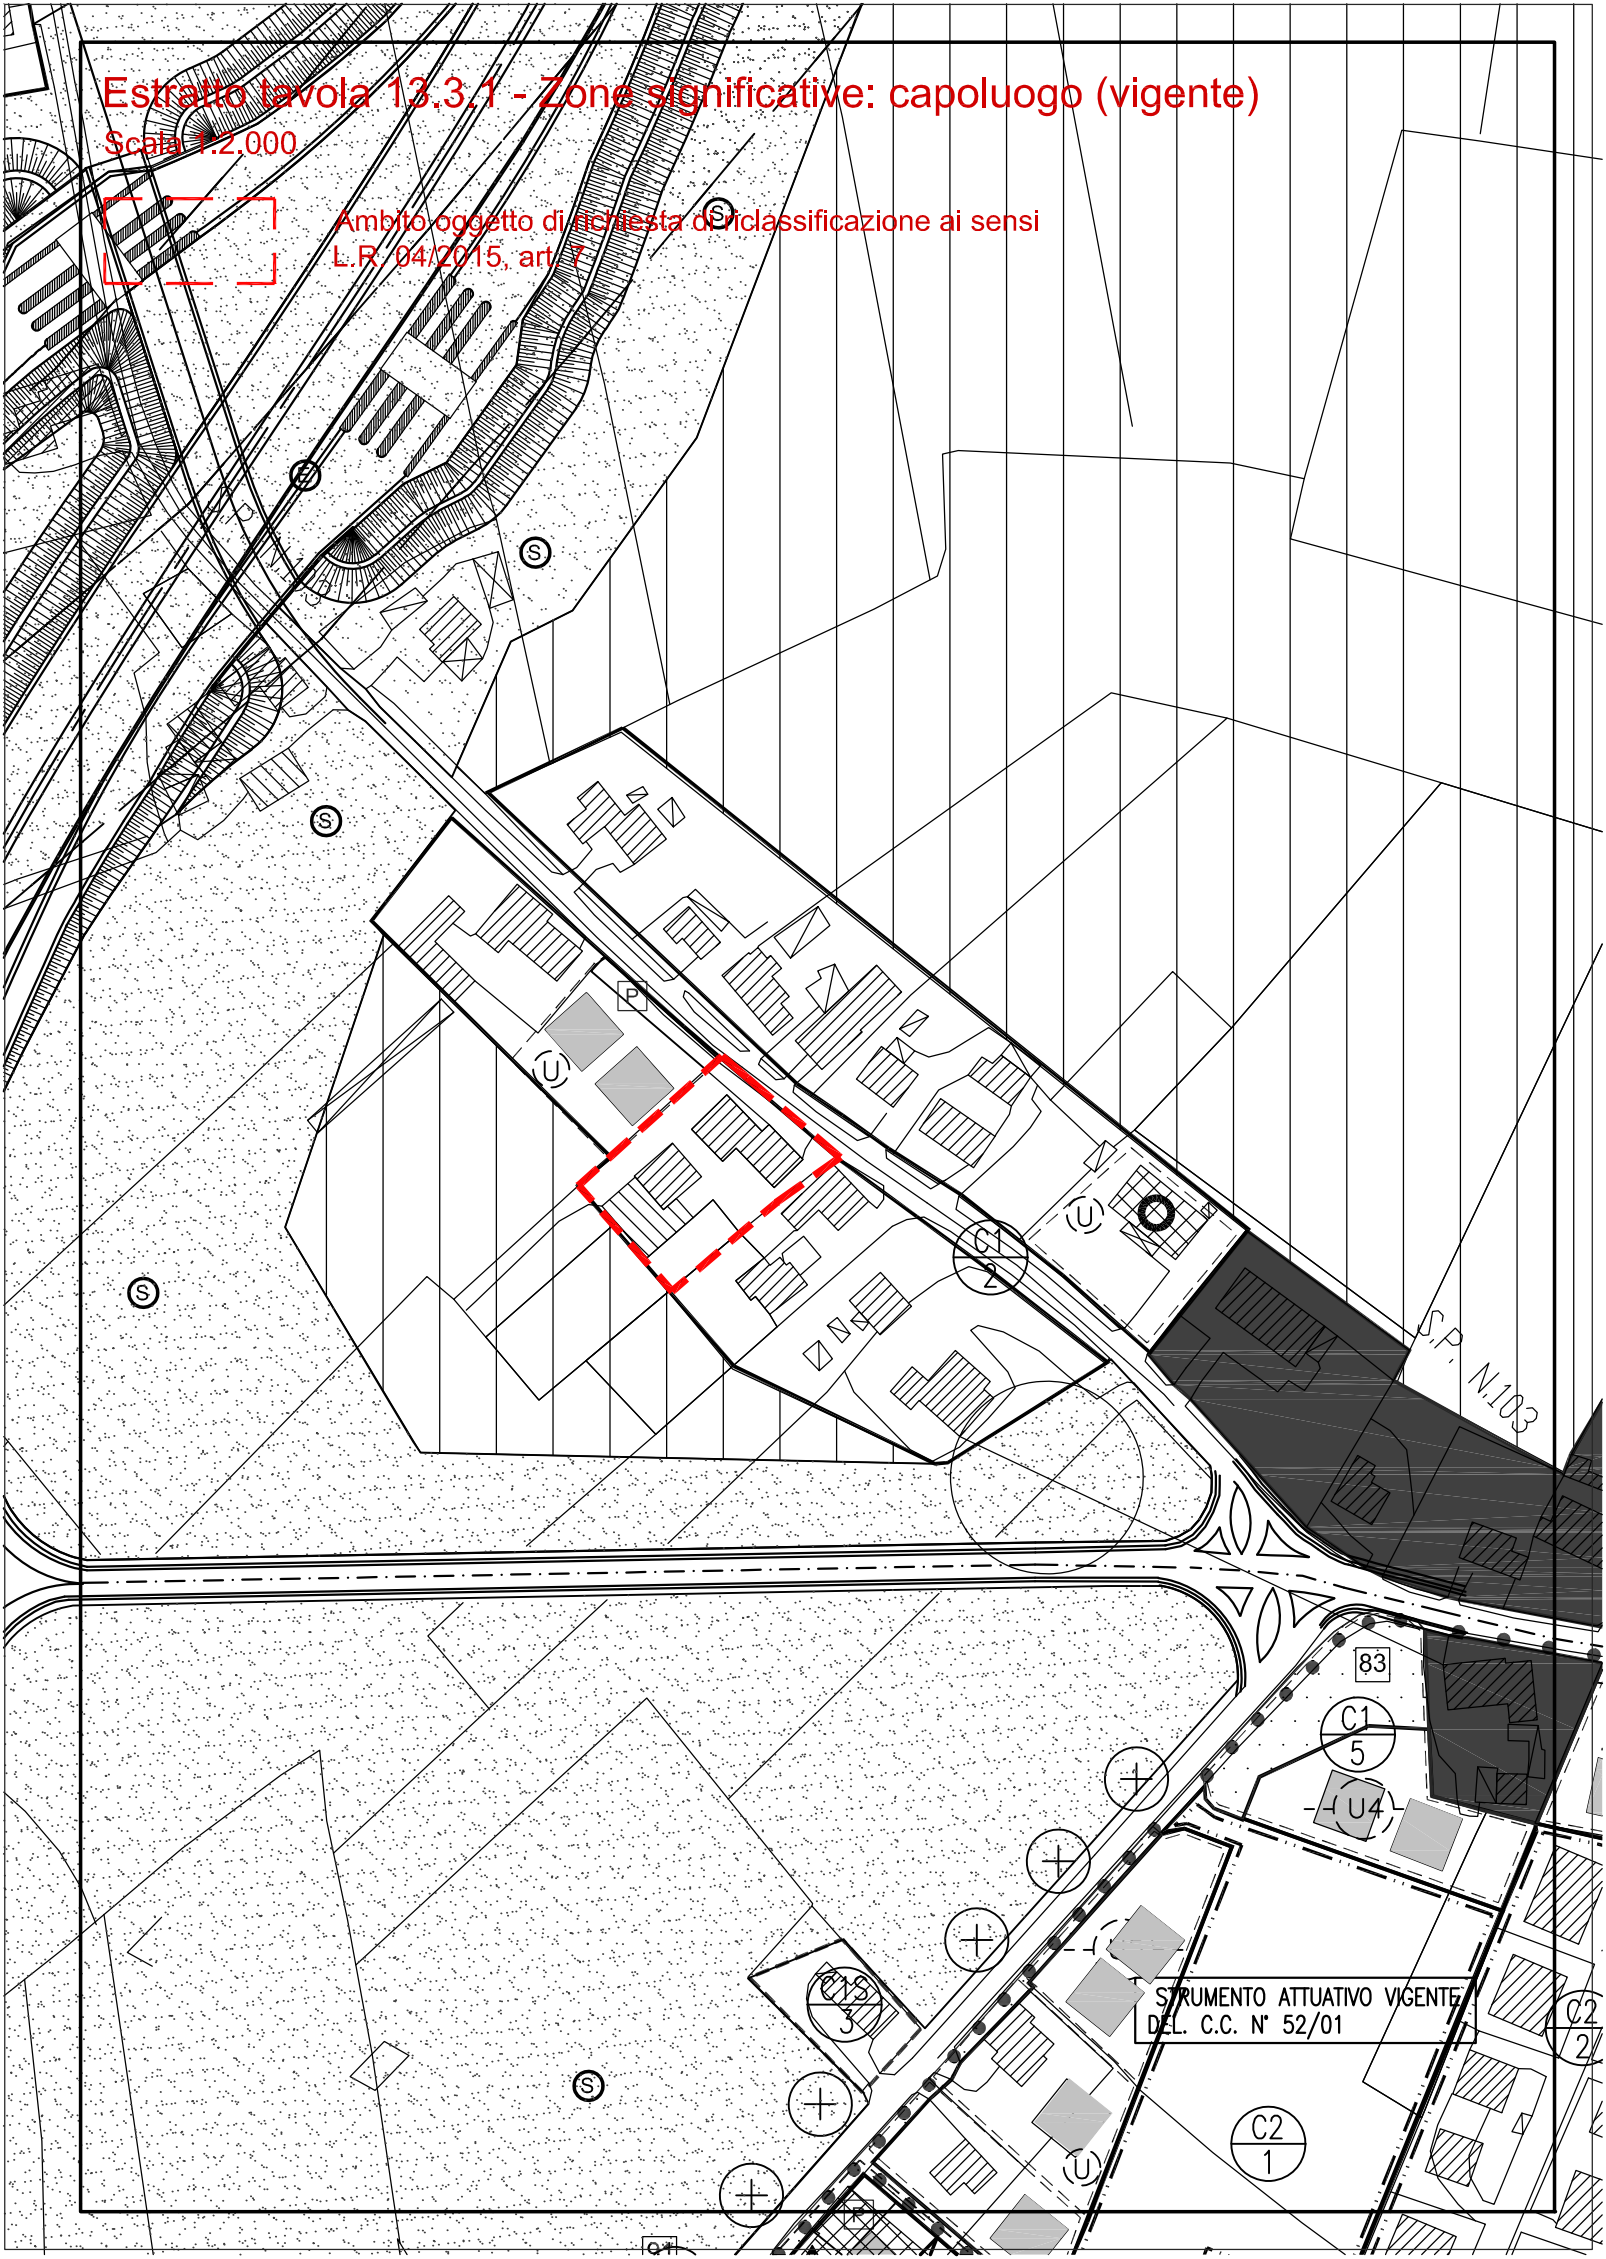 Estratto tavola 13.3.1 - Zone significative: capoluogo (vigente)
Scala 1:2.000
Ambito oggetto di richiesta di riclassificazione ai sensi
L.R. 04/2015, art. 7
S
E
S
S
P
U
U
C1
2
S
S.P. N.103
83
C1
5
U4
C1S
3
STRUMENTO ATTUATIVO VIGENTE
DEL. C.C. N° 52/01
C2
2
S
C2
1
U
P
91